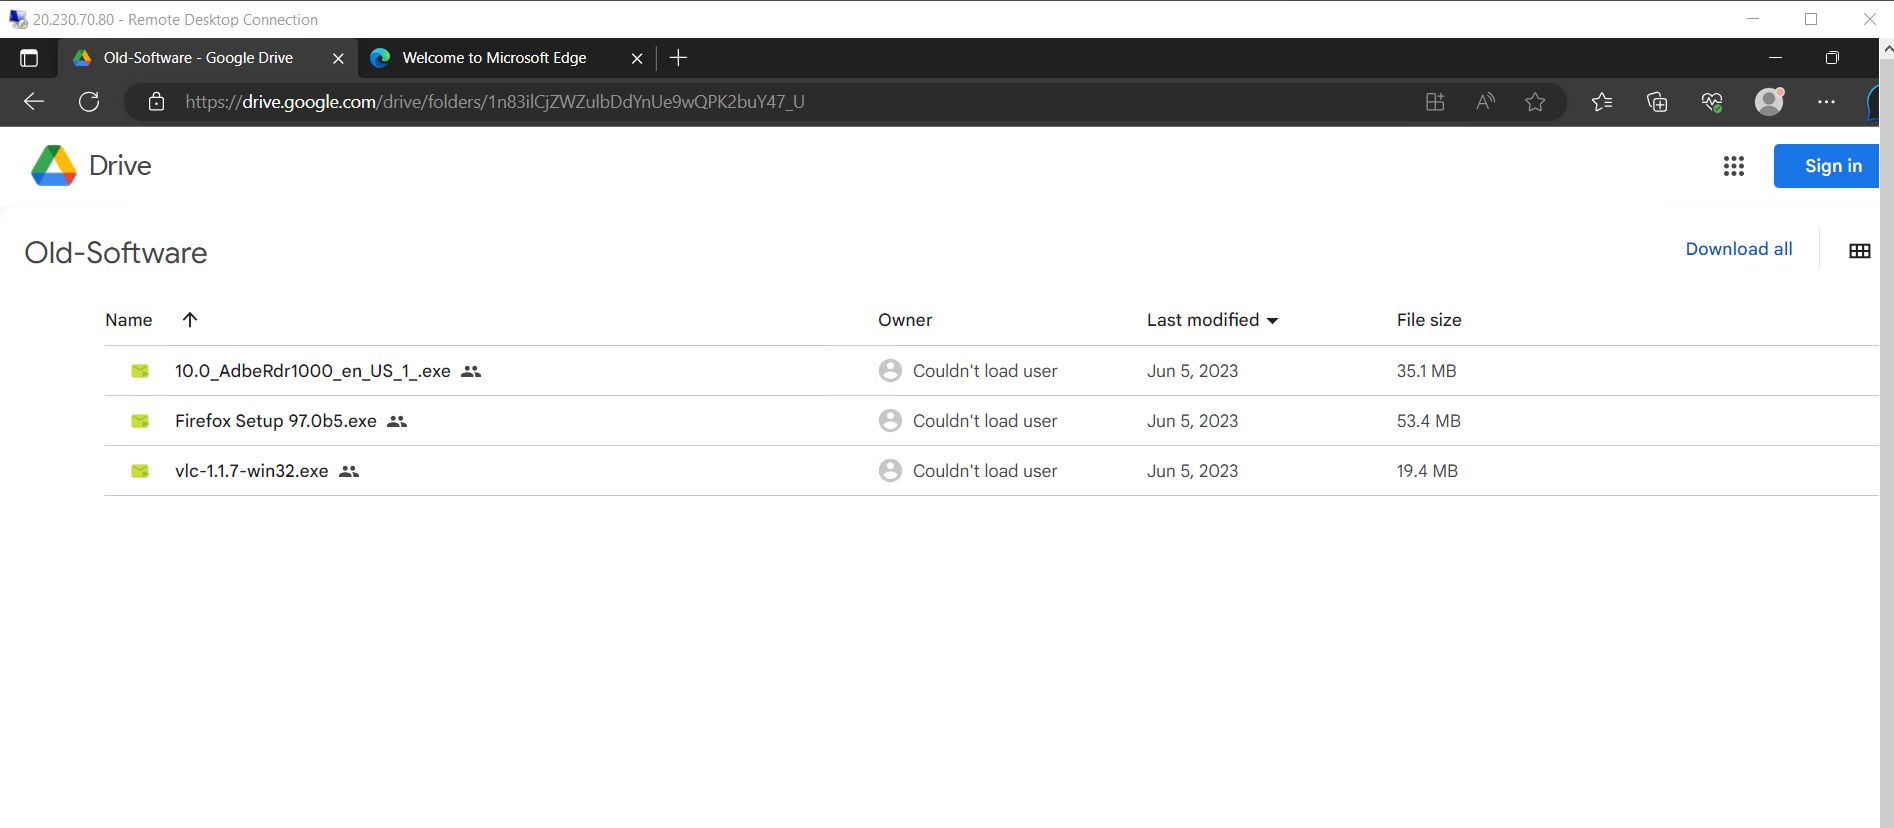 20.230.70.80 - Remote Desktop Connection
Old-Software - Google Drive Welcome to Microsoft Edge
https://drive.google.com/drive/folders/1n83ilCjZWZulbDdYnUe9wQPK2buY47_U
Drive Sign in
Old-Software Download all
Name Owner Last modified File size
10.0_AdbeRdr1000_en_US_1_.exe Couldn't load user Jun 5, 2023 35.1 MB
Firefox Setup 97.0b5.exe Couldn't load user Jun 5, 2023 53.4 MB
vlc-1.1.7-win32.exe Couldn't load user Jun 5, 2023 19.4 MB